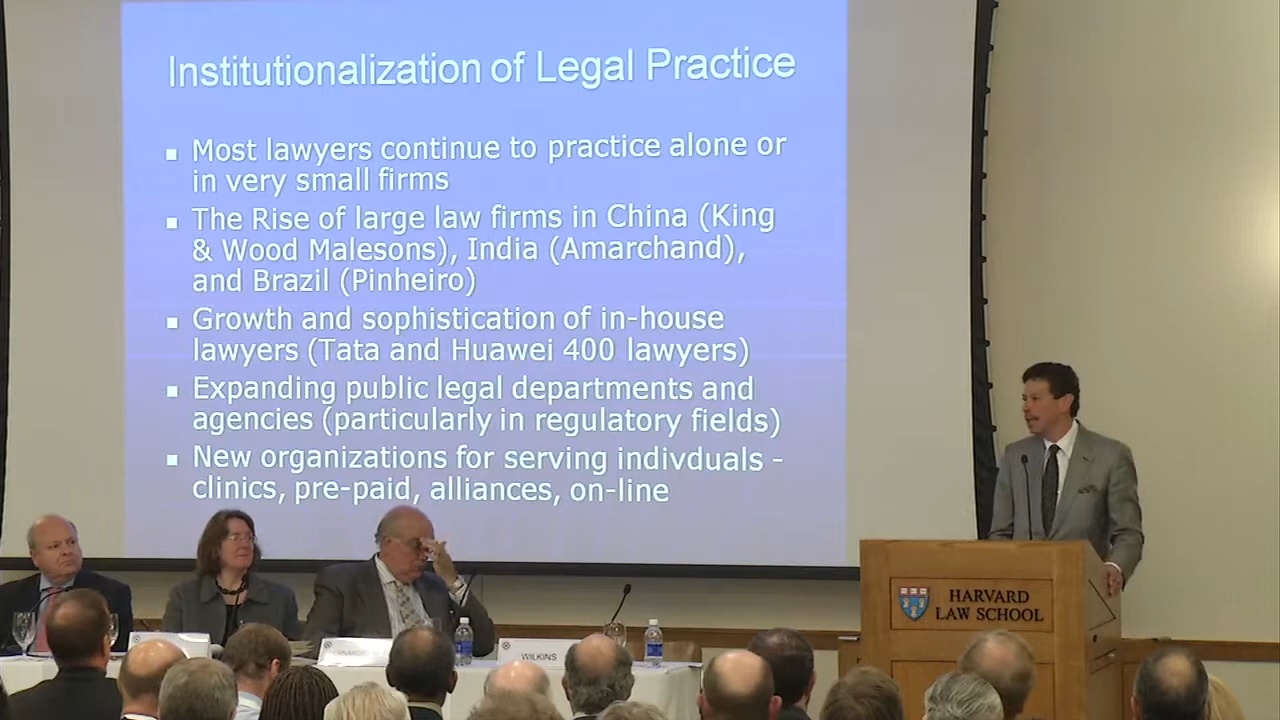 Institutionalization of Legal Practice
▪ Most lawyers continue to practice alone or
in very small firms
▪ The Rise of large law firms in China (King
& Wood Malesons), India (Amarchand),
and Brazil (Pinheiro)
▪ Growth and sophistication of in-house
lawyers (Tata and Huawei 400 lawyers)
▪ Expanding public legal departments and
agencies (particularly in regulatory fields)
▪ New organizations for serving indivduals -
clinics, pre-paid, alliances, on-line
HARVARD
LAW SCHOOL
WILKINS